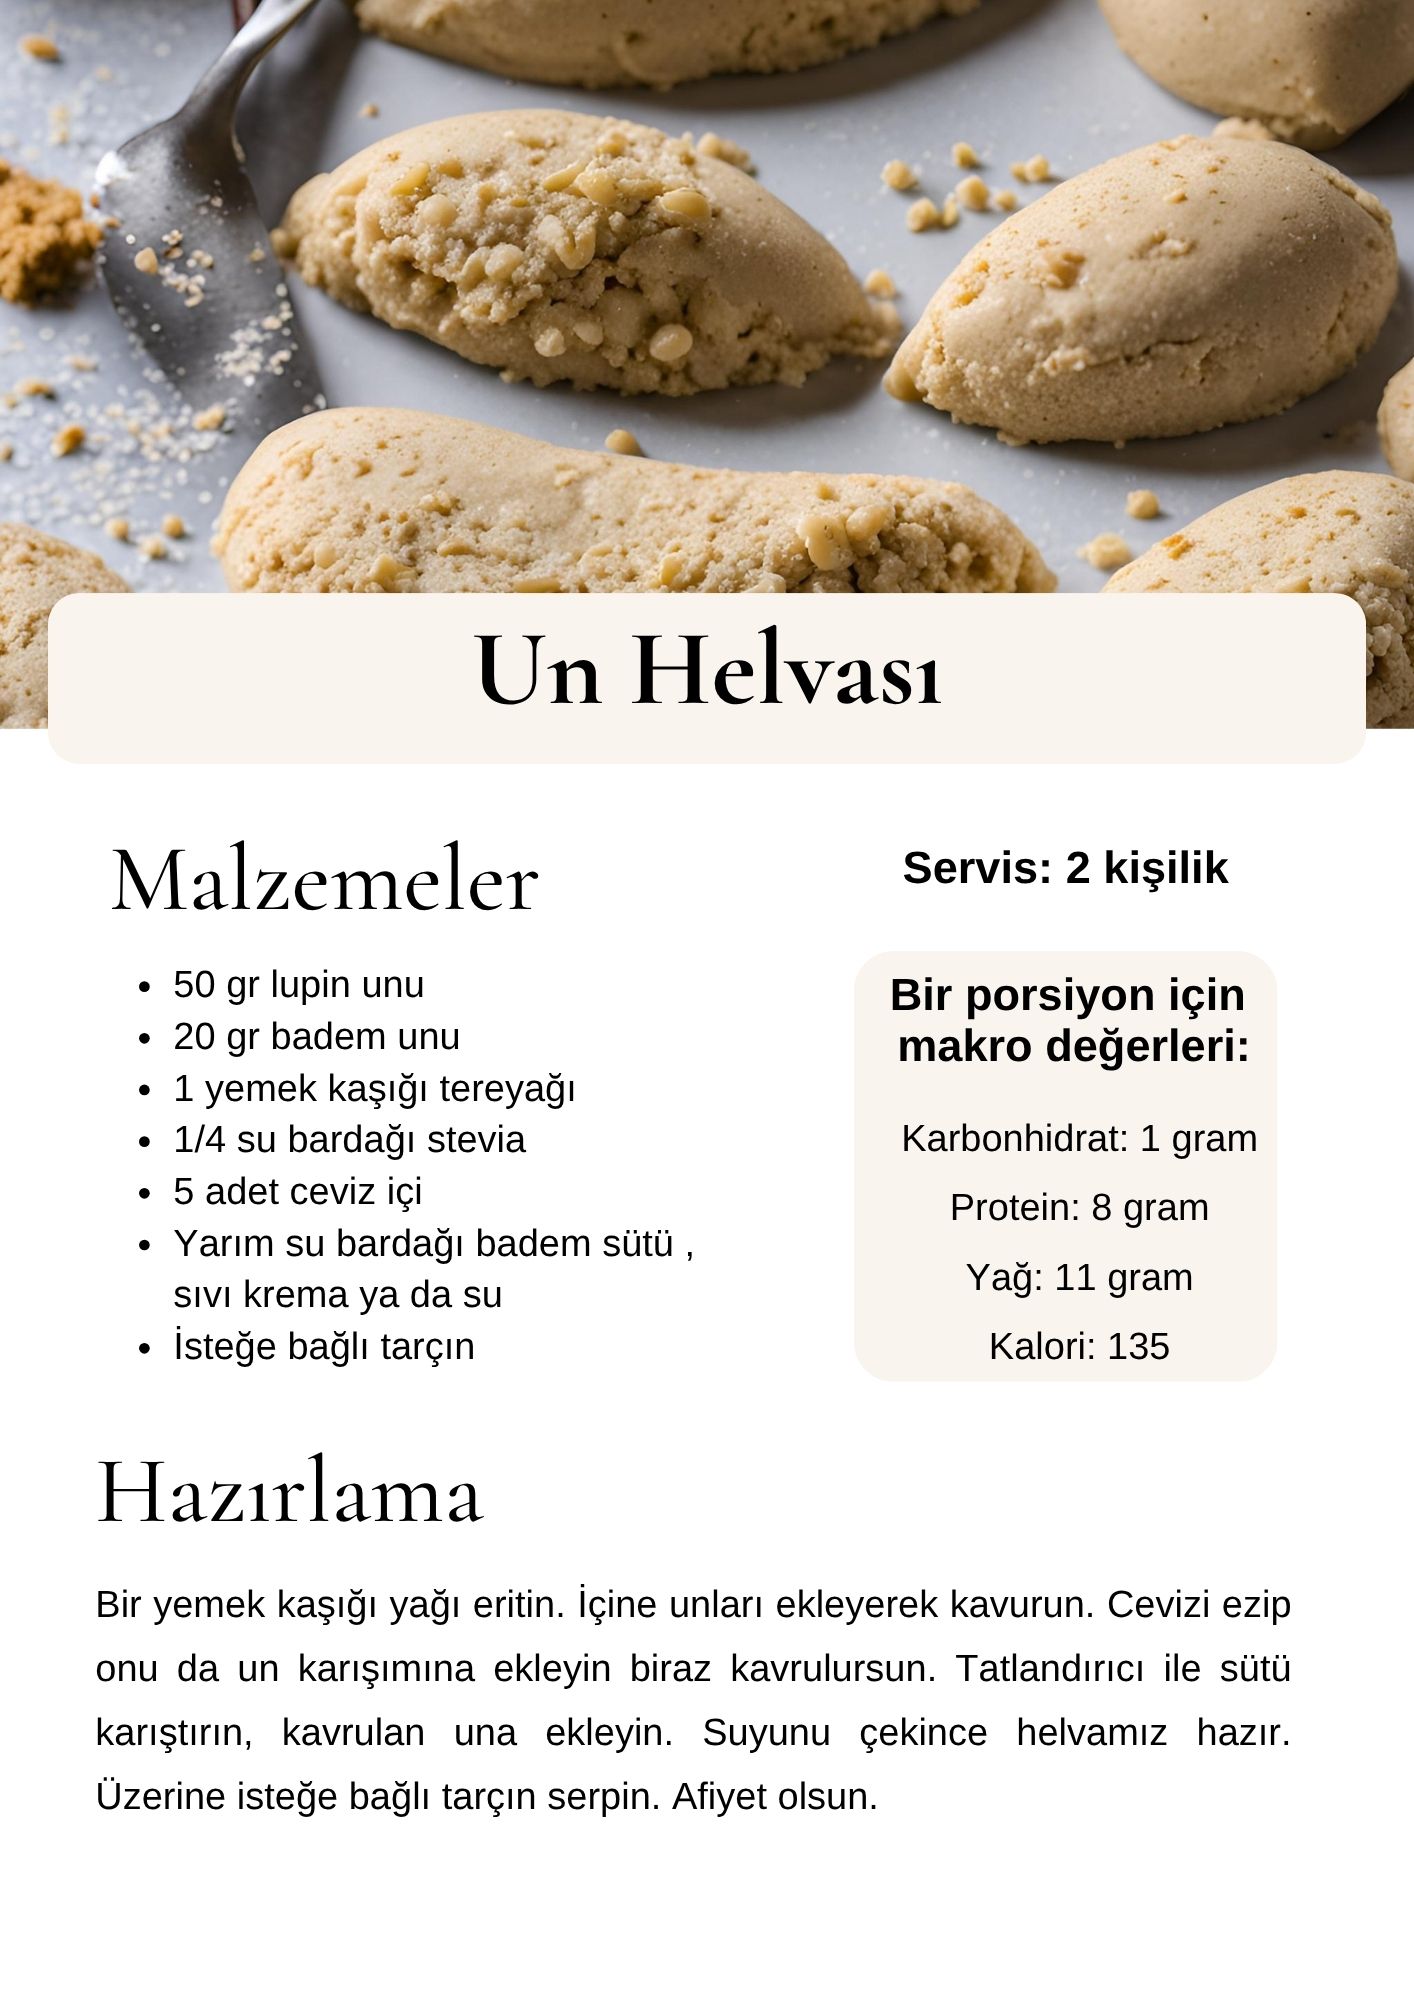 Un Helvası
Malzemeler
50 gr lupin unu
20 gr badem unu
1 yemek kaşığı tereyağı
1/4 su bardağı stevia
5 adet ceviz içi
Yarım su bardağı badem sütü ,
sıvı krema ya da su
İsteğe bağlı tarçın
Servis: 2 kişilik
Bir porsiyon için
makro değerleri:
Karbonhidrat: 1 gram
Protein: 8 gram
Yağ: 11 gram
Kalori: 135
Hazırlama
Bir yemek kaşığı yağı eritin. İçine unları ekleyerek kavurun. Cevizi ezip
onu da un karışımına ekleyin biraz kavrulursun. Tatlandırıcı ile sütü
karıştırın, kavrulan una ekleyin. Suyunu çekince helvamız hazır.
Üzerine isteğe bağlı tarçın serpin. Afiyet olsun.